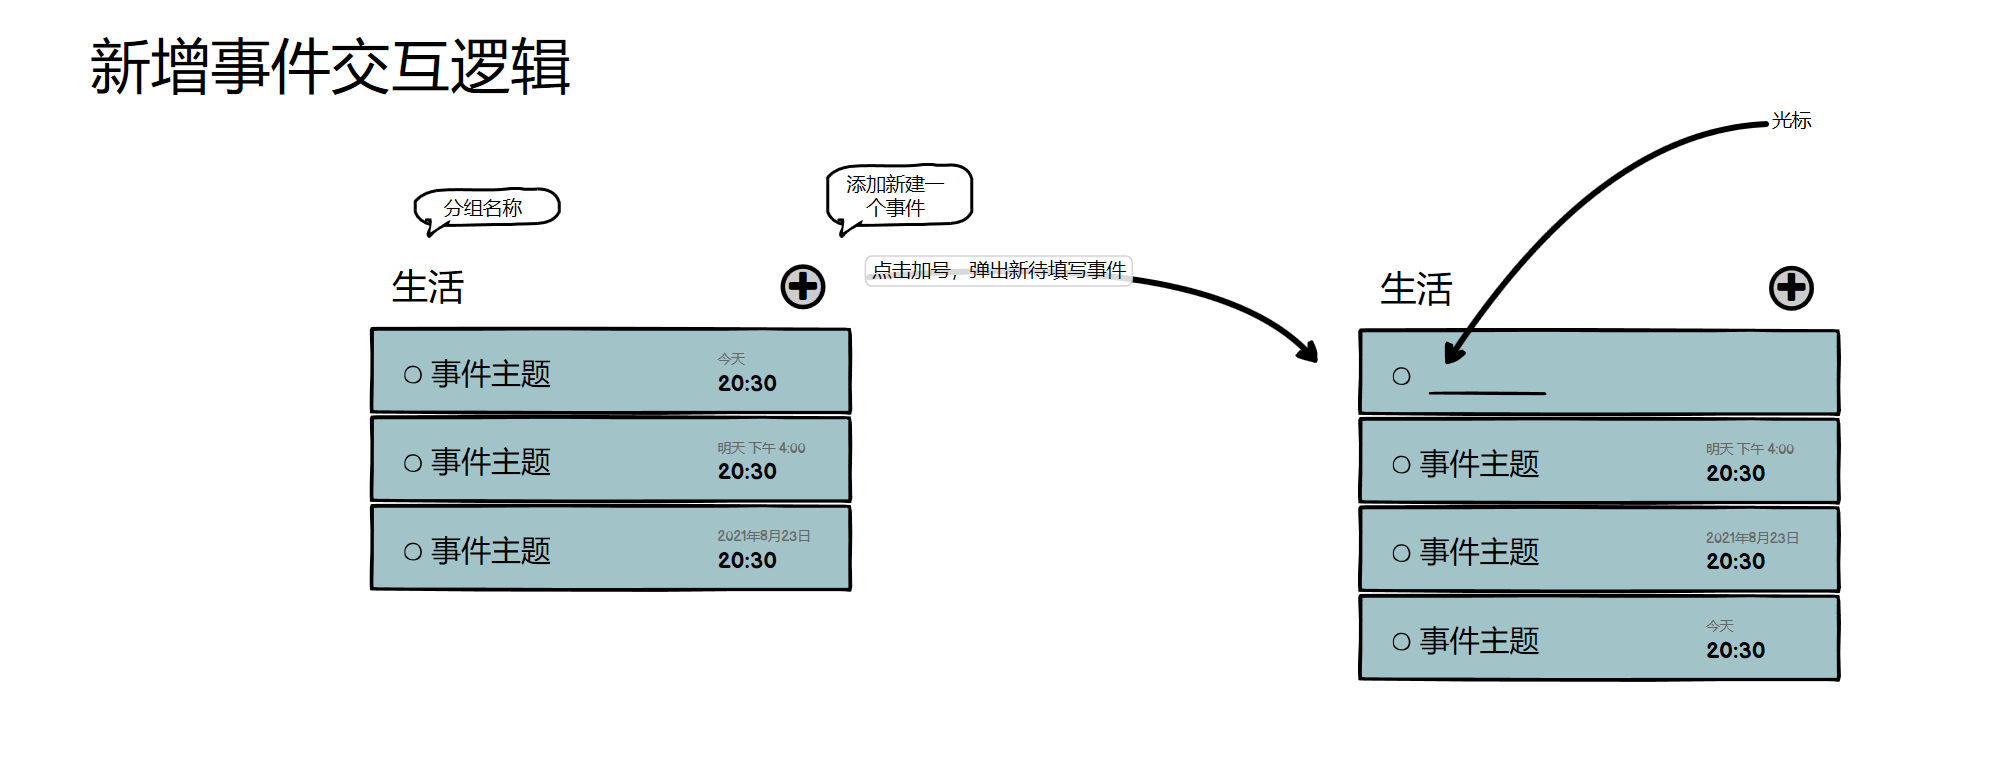 新增事件交互逻辑
光标
分组名称
添加新建一
个事件
点击加号，弹出新待填写事件
生活
事件主题
今天
20:30
事件主题
明天 下午 4:00
20:30
事件主题
2021年8月23日
20:30
生活
事件主题
明天 下午 4:00
20:30
事件主题
2021年8月23日
20:30
事件主题
今天
20:30